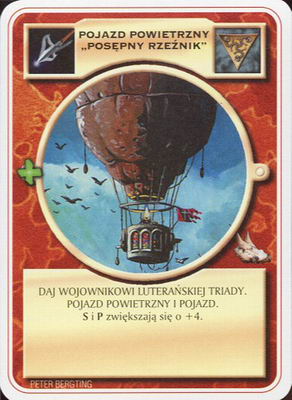 POJAZD POWIETRZNY
„POSĘPNY RZEŹNIK"
DAJ WOJOWNIKOWI LUTERAŃSKIEJ TRIADY.
POJAZD POWIETRZNY I POJAZD.
S i P zwiększają się o +4.
PETER BERGTING